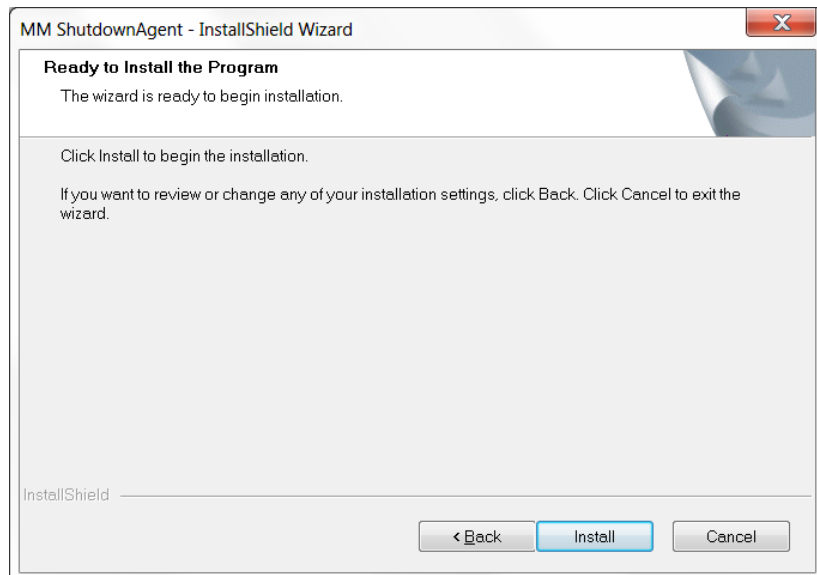 MM ShutdownAgent - InstallShield Wizard
Ready to Install the Program
The wizard is ready to begin installation.
Click Install to begin the installation.
If you want to review or change any of your installation settings, click Back. Click Cancel to exit the
wizard.
InstallShield
< Back Install Cancel